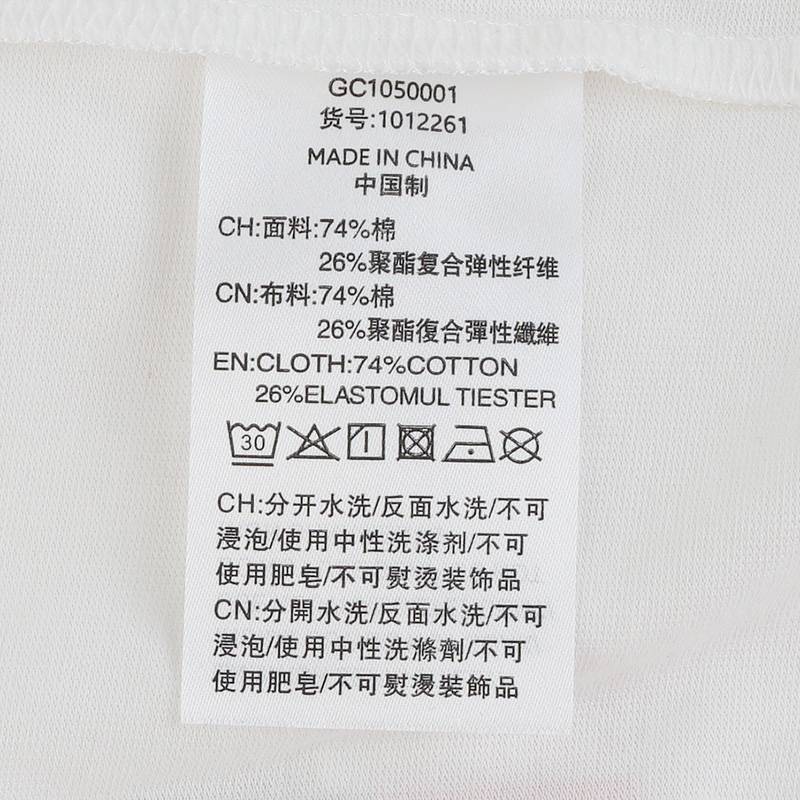 GC1050001
货号:1012261
MADE IN CHINA
中国制
CH:面料:74%棉
26%聚酯复合弹性纤维
CN:布料:74%棉
26%聚酯復合彈性纖維
EN:CLOTH:74%COTTON
26%ELASTOMUL TIESTER
30
CH:分开水洗/反面水洗/不可
浸泡/使用中性洗涤剂/不可
使用肥皂/不可熨烫装饰品
CN:分開水洗/反面水洗/不可
浸泡/使用中性洗滌劑/不可
使用肥皂/不可熨燙裝飾品